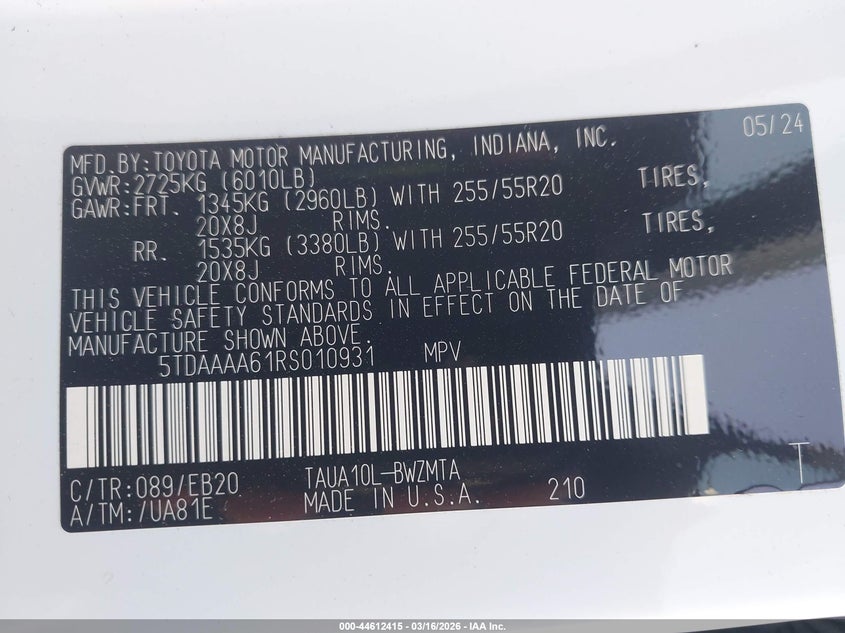 05/24
MFD.BY:TOYOTA MOTOR MANUFACTURING, INDIANA, INC.
GVWR:2725KG (6010LB)
GAWR:FRT. 1345KG (2960LB) WITH 255/55R20 TIRES,
20X8J RIMS.
RR. 1535KG (3380LB) WITH 255/55R20 TIRES,
20X8J RIMS.
THIS VEHICLE CONFORMS TO ALL APPLICABLE FEDERAL MOTOR
VEHICLE SAFETY STANDARDS IN EFFECT ON THE DATE OF
MANUFACTURE SHOWN ABOVE.
5TDAAAA61RS010931 MPV
C/TR:089/EB20 TAUA10L-BWZMTA
A/TM:/UA81E MADE IN U.S.A. 210
T
000-44612415 - 03/16/2026 - IAA Inc.